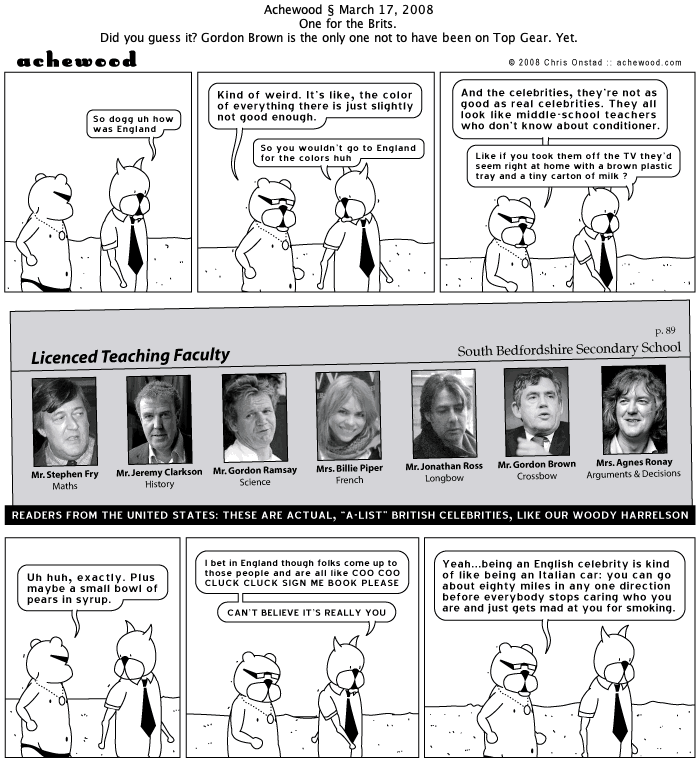 Achewood § March 17, 2008
One for the Brits.
Did you guess it? Gordon Brown is the only one not to have been on Top Gear. Yet.
achewood
© 2008 Chris Onstad :: achewood.com
So dogg uh how
was England
Kind of weird. It's like, the color
of everything there is just slightly
not good enough.
So you wouldn't go to England
for the colors huh
And the celebrities, they're not as
good as real celebrities. They all
look like middle-school teachers
who don't know about conditioner.
Like if you took them off the TV they'd
seem right at home with a brown plastic
tray and a tiny carton of milk ?
p. 89
Licenced Teaching Faculty
South Bedfordshire Secondary School
Mr. Stephen Fry
Maths
Mr. Jeremy Clarkson
History
Mr. Gordon Ramsay
Science
Mrs. Billie Piper
French
Mr. Jonathan Ross
Longbow
Mr. Gordon Brown
Crossbow
Mrs. Agnes Ronay
Arguments & Decisions
READERS FROM THE UNITED STATES: THESE ARE ACTUAL, "A-LIST" BRITISH CELEBRITIES, LIKE OUR WOODY HARRELSON
Uh huh, exactly. Plus
maybe a small bowl of
pears in syrup.
I bet in England though folks come up to
those people and are all like COO COO
CLUCK CLUCK SIGN ME BOOK PLEASE
CAN'T BELIEVE IT'S REALLY YOU
Yeah...being an English celebrity is kind
of like being an Italian car: you can go
about eighty miles in any one direction
before everybody stops caring who you
are and just gets mad at you for smoking.